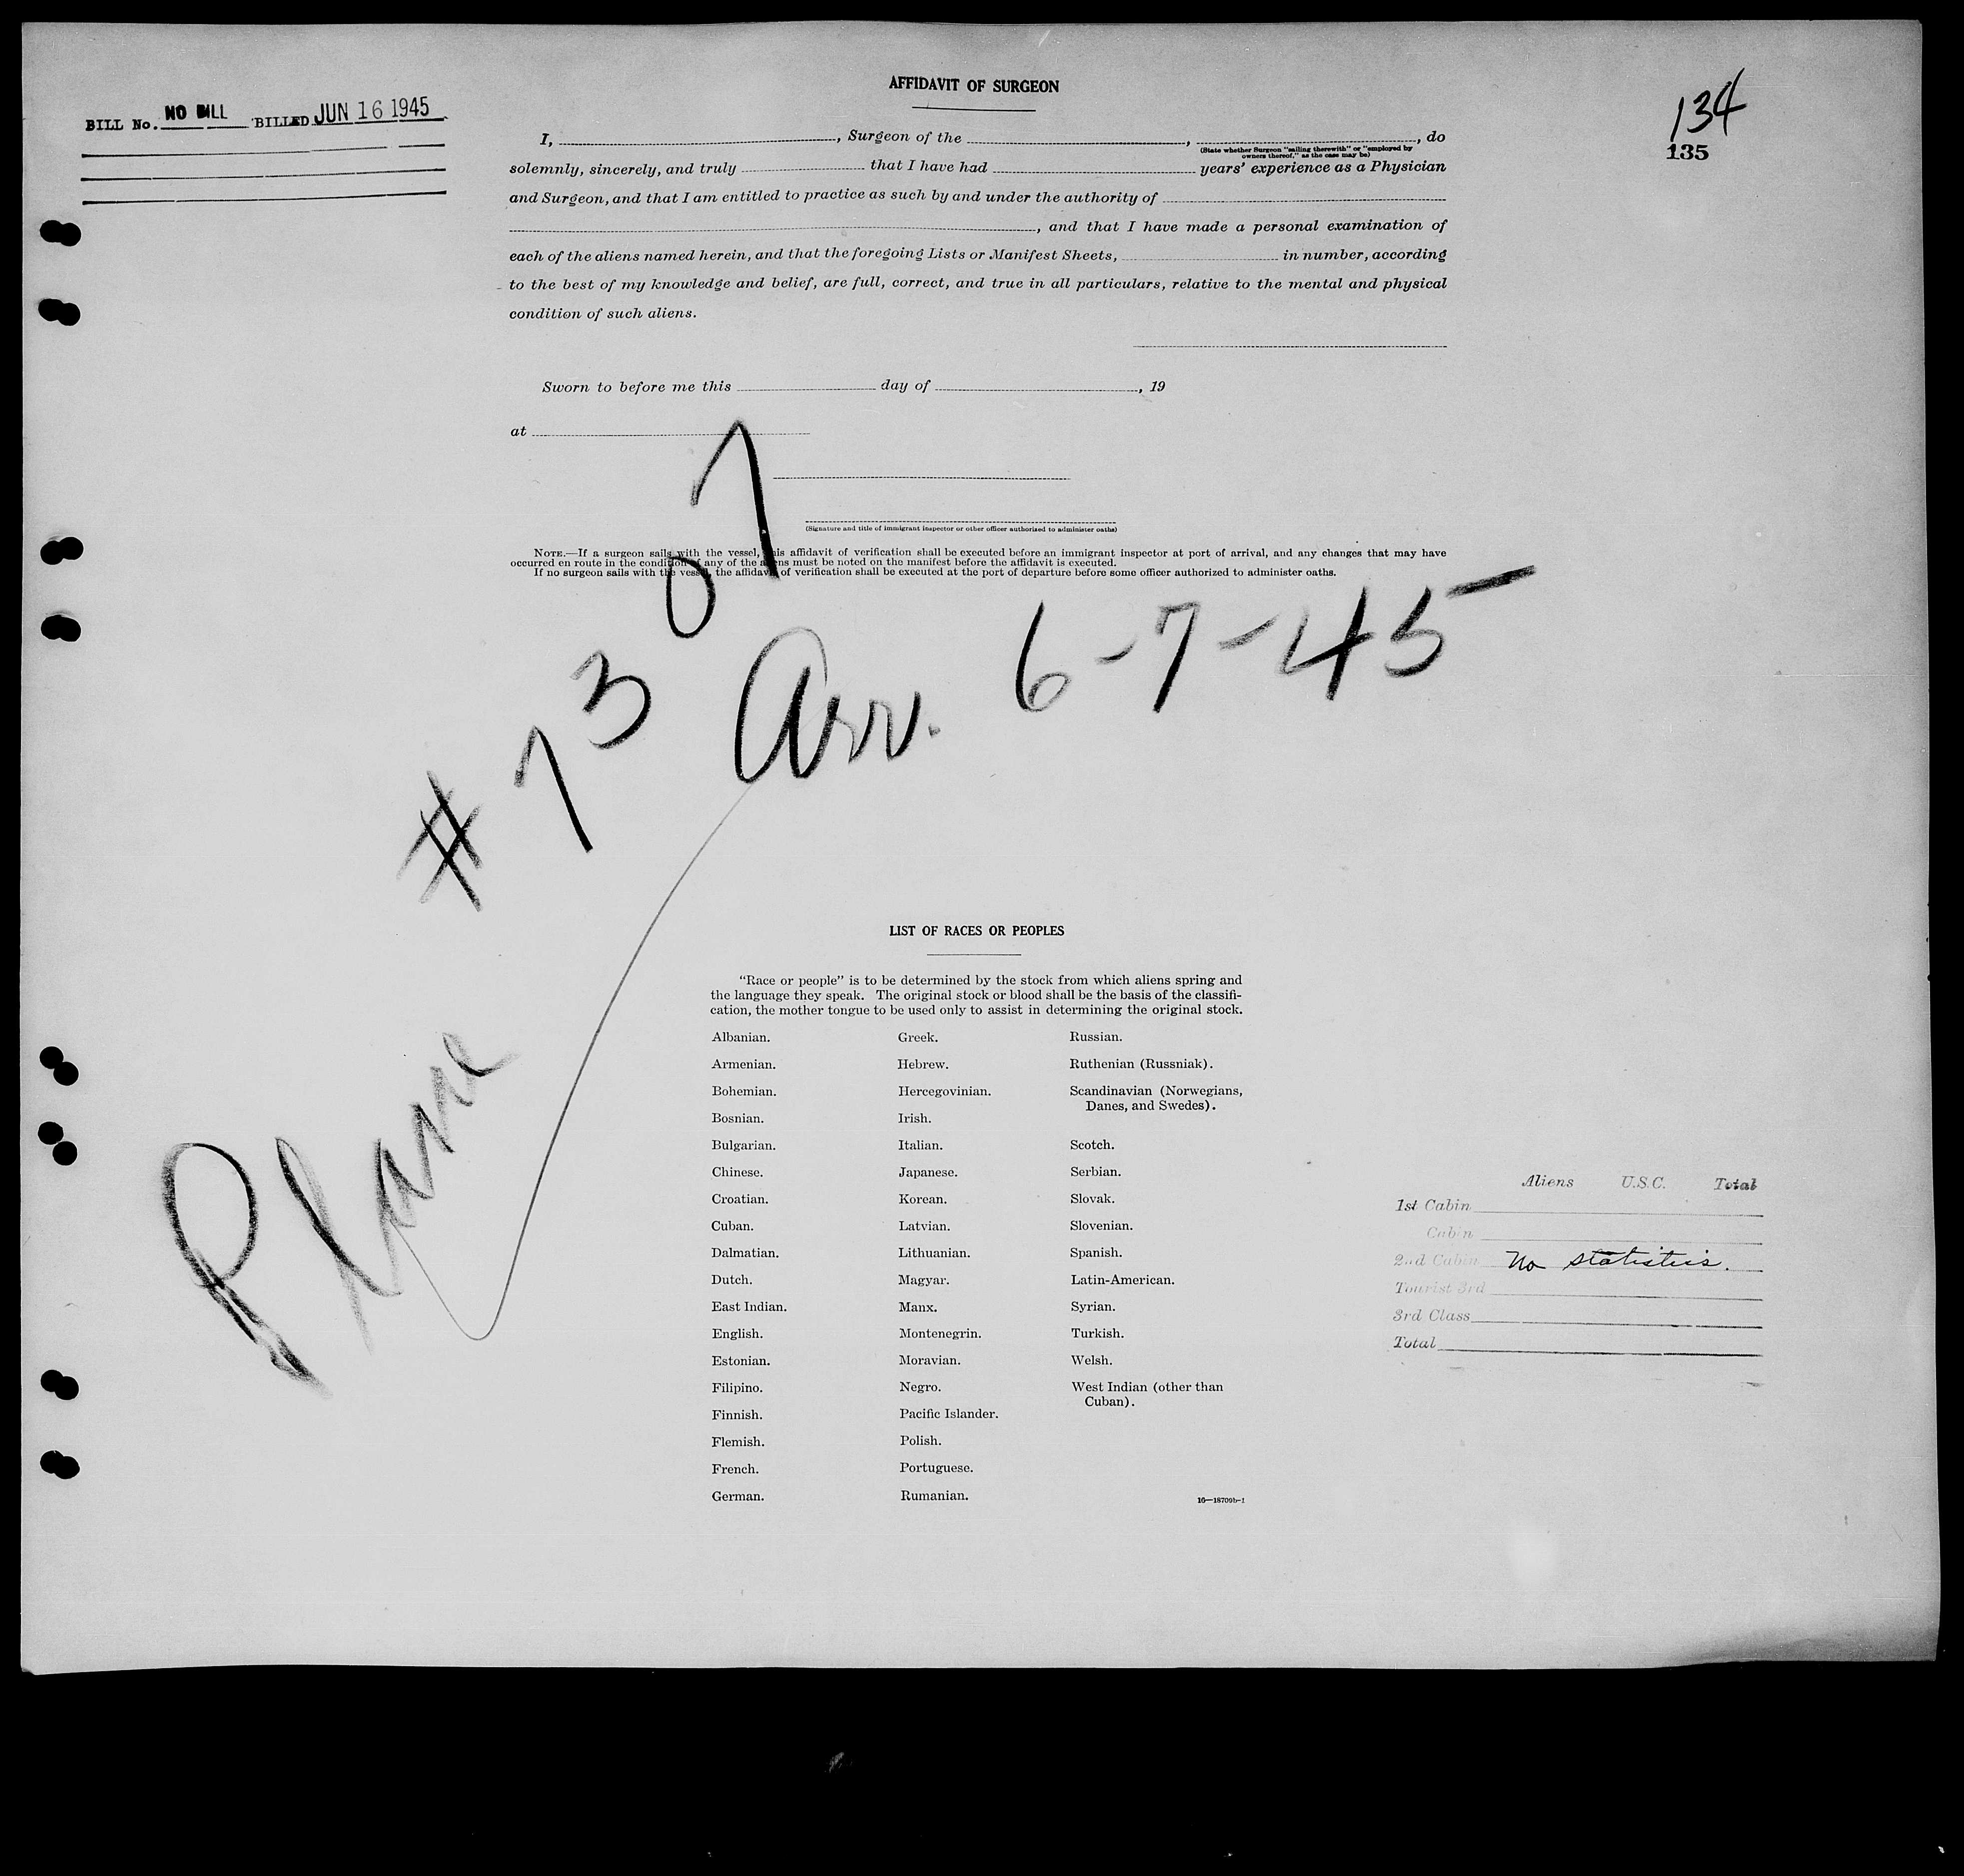 BILL No. NO BILL BILLED JUN 16 1945
134
135
AFFIDAVIT OF SURGEON
I, , Surgeon of the , , do
(State whether Surgeon "sailing therewith" or "employed by
owners thereof," as the case may be)
solemnly, sincerely, and truly that I have had years' experience as a Physician
and Surgeon, and that I am entitled to practice as such by and under the authority of
, and that I have made a personal examination of
each of the aliens named herein, and that the foregoing Lists or Manifest Sheets, in number, according
to the best of my knowledge and belief, are full, correct, and true in all particulars, relative to the mental and physical
condition of such aliens.
Sworn to before me this day of , 19
at
(Signature and title of immigrant inspector or other officer authorized to administer oaths)
NOTE.—If a surgeon sails with the vessel, this affidavit of verification shall be executed before an immigrant inspector at port of arrival, and any changes that may have
occurred en route in the condition of any of the aliens must be noted on the manifest before the affidavit is executed.
If no surgeon sails with the vessel, the affidavit of verification shall be executed at the port of departure before some officer authorized to administer oaths.
Plane # 7307
Arr. 6-7-45
LIST OF RACES OR PEOPLES
"Race or people" is to be determined by the stock from which aliens spring and
the language they speak. The original stock or blood shall be the basis of the classifi-
cation, the mother tongue to be used only to assist in determining the original stock.
Albanian.
Armenian.
Bohemian.
Bosnian.
Bulgarian.
Chinese.
Croatian.
Cuban.
Dalmatian.
Dutch.
East Indian.
English.
Estonian.
Filipino.
Finnish.
Flemish.
French.
German.
Greek.
Hebrew.
Hercegovinian.
Irish.
Italian.
Japanese.
Korean.
Latvian.
Lithuanian.
Magyar.
Manx.
Montenegrin.
Moravian.
Negro.
Pacific Islander.
Polish.
Portuguese.
Rumanian.
Russian.
Ruthenian (Russniak).
Scandinavian (Norwegians,
Danes, and Swedes).
Scotch.
Serbian.
Slovak.
Slovenian.
Spanish.
Latin-American.
Syrian.
Turkish.
Welsh.
West Indian (other than
Cuban).
16—18709b-1
Aliens U.S.C. Total
1st Cabin
Cabin
2nd Cabin No statistics.
Tourist 3rd
3rd Class
Total